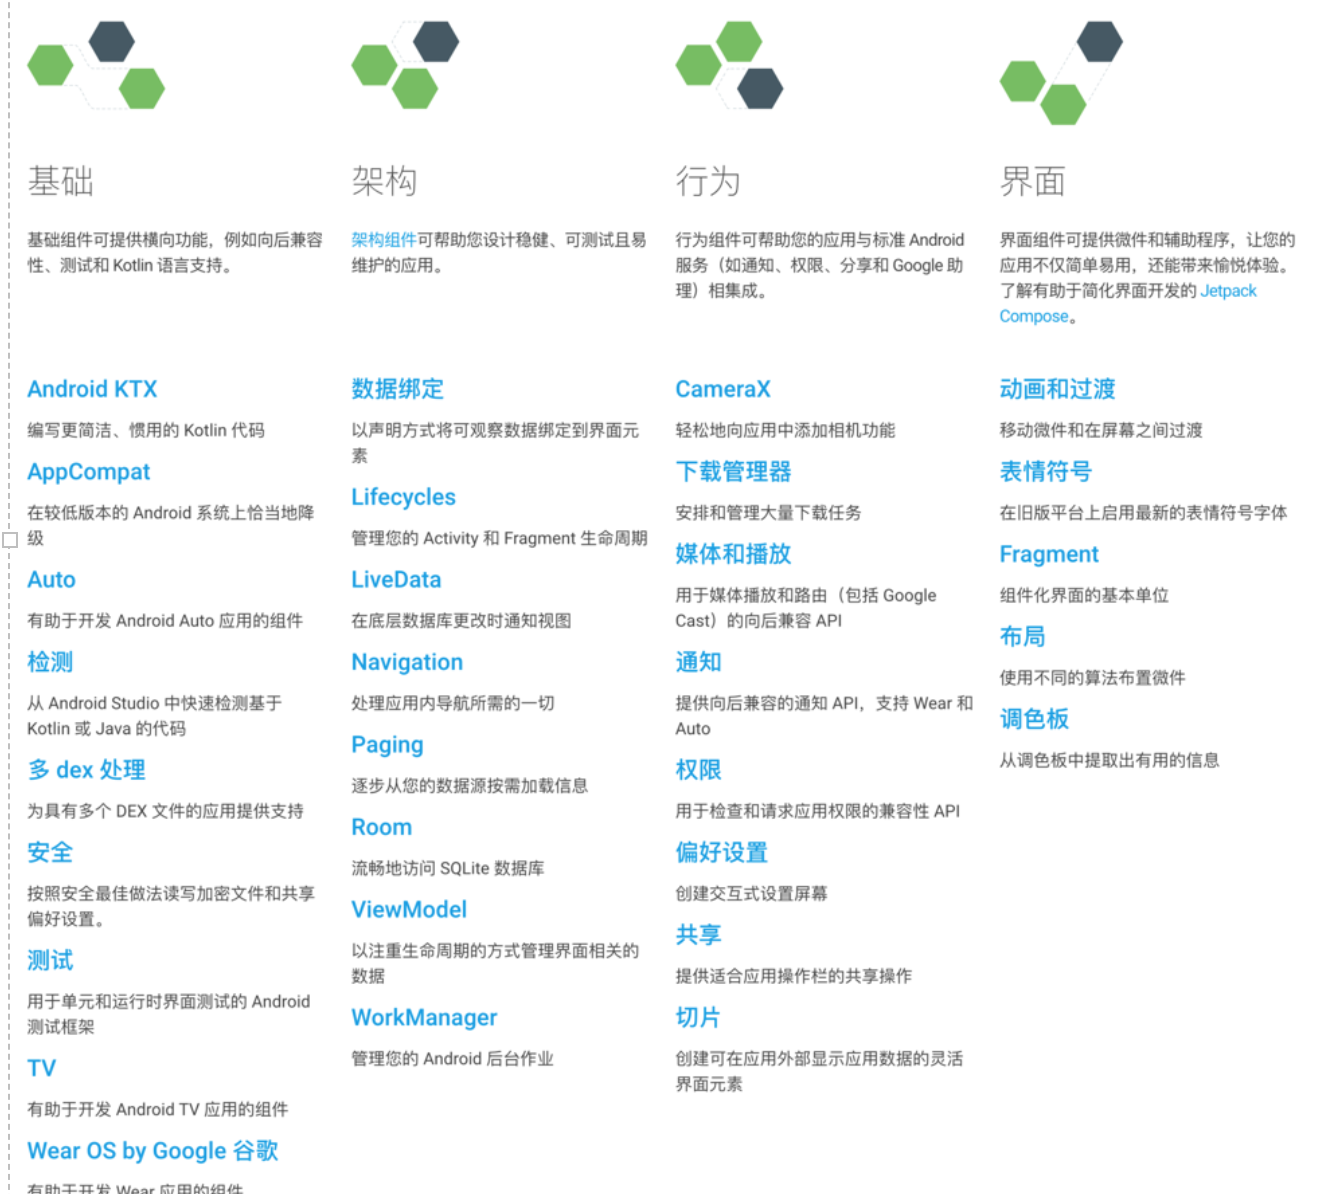 基础
基础组件可提供横向功能，例如向后兼容
性、测试和 Kotlin 语言支持。
Android KTX
编写更简洁、惯用的 Kotlin 代码
AppCompat
在较低版本的 Android 系统上恰当地降
级
Auto
有助于开发 Android Auto 应用的组件
检测
从 Android Studio 中快速检测基于
Kotlin 或 Java 的代码
多 dex 处理
为具有多个 DEX 文件的应用提供支持
安全
按照安全最佳做法读写加密文件和共享
偏好设置。
测试
用于单元和运行时界面测试的 Android
测试框架
TV
有助于开发 Android TV 应用的组件
Wear OS by Google 谷歌
有助于开发 Wear 应用的组件
架构
架构组件可帮助您设计稳健、可测试且易
维护的应用。
数据绑定
以声明方式将可观察数据绑定到界面元
素
Lifecycles
管理您的 Activity 和 Fragment 生命周期
LiveData
在底层数据库更改时通知视图
Navigation
处理应用内导航所需的一切
Paging
逐步从您的数据源按需加载信息
Room
流畅地访问 SQLite 数据库
ViewModel
以注重生命周期的方式管理界面相关的
数据
WorkManager
管理您的 Android 后台作业
行为
行为组件可帮助您的应用与标准 Android
服务（如通知、权限、分享和 Google 助
理）相集成。
CameraX
轻松地向应用中添加相机功能
下载管理器
安排和管理大量下载任务
媒体和播放
用于媒体播放和路由（包括 Google
Cast）的向后兼容 API
通知
提供向后兼容的通知 API，支持 Wear 和
Auto
权限
用于检查和请求应用权限的兼容性 API
偏好设置
创建交互式设置屏幕
共享
提供适合应用操作栏的共享操作
切片
创建可在应用外部显示应用数据的灵活
界面元素
界面
界面组件可提供微件和辅助程序，让您的
应用不仅简单易用，还能带来愉悦体验。
了解有助于简化界面开发的 Jetpack
Compose。
动画和过渡
移动微件和在屏幕之间过渡
表情符号
在旧版平台上启用最新的表情符号字体
Fragment
组件化界面的基本单位
布局
使用不同的算法布置微件
调色板
从调色板中提取出有用的信息